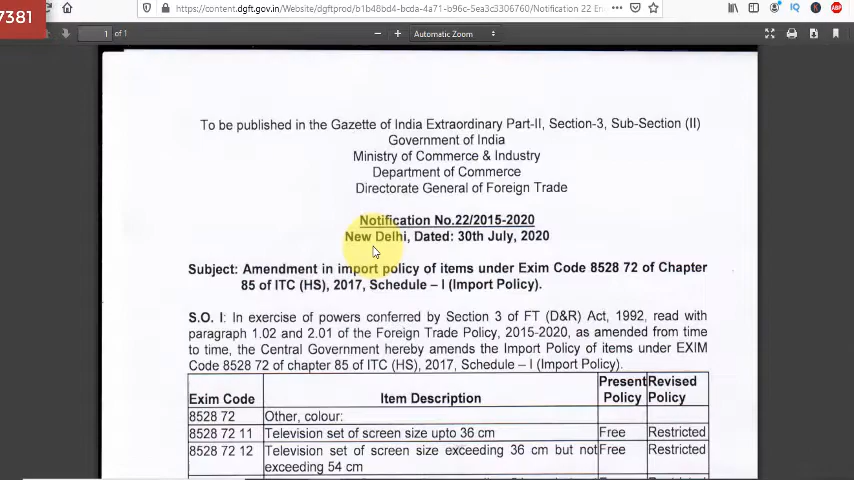 7381
https://content.dgft.gov.in/Website/dgftprod/b1b48bd4-bcda-4a71-b96c-5ea3c3306760/Notification 22 En
1 of 1
Automatic Zoom
IQ
ABP
To be published in the Gazette of India Extraordinary Part-II, Section-3, Sub-Section (II)
Government of India
Ministry of Commerce & Industry
Department of Commerce
Directorate General of Foreign Trade
Notification No.22/2015-2020
New Delhi, Dated: 30th July, 2020
Subject: Amendment in import policy of items under Exim Code 8528 72 of Chapter
85 of ITC (HS), 2017, Schedule – I (Import Policy).
S.O. I: In exercise of powers conferred by Section 3 of FT (D&R) Act, 1992, read with
paragraph 1.02 and 2.01 of the Foreign Trade Policy, 2015-2020, as amended from time
to time, the Central Government hereby amends the Import Policy of items under EXIM
Code 8528 72 of chapter 85 of ITC (HS), 2017, Schedule – I (Import Policy).
Exim Code Item Description Present Policy Revised Policy
8528 72 Other, colour:
8528 72 11 Television set of screen size upto 36 cm Free Restricted
8528 72 12 Television set of screen size exceeding 36 cm but not Free Restricted
exceeding 54 cm